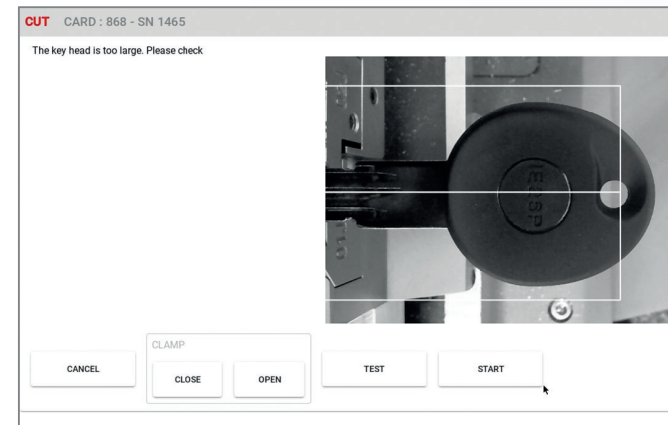 CUT CARD : 868 - SN 1465
The key head is too large. Please check
CLAMP
CANCEL
CLOSE
OPEN
TEST
START